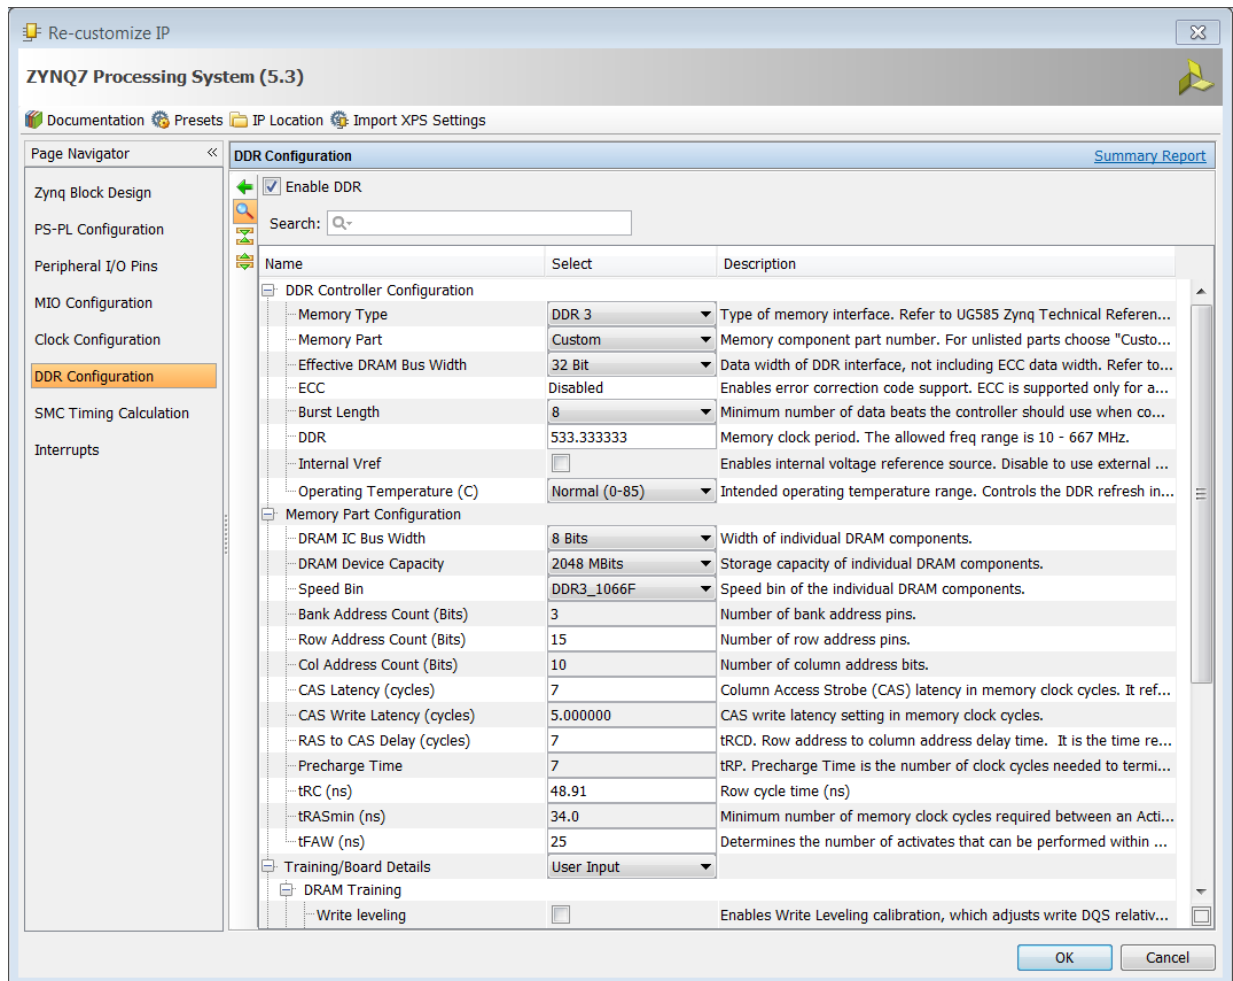 Re-customize IP
ZYNQ7 Processing System (5.3)
Documentation Presets IP Location Import XPS Settings
Page Navigator «
Zynq Block Design
PS-PL Configuration
Peripheral I/O Pins
MIO Configuration
Clock Configuration
DDR Configuration
SMC Timing Calculation
Interrupts
DDR Configuration Summary Report
Enable DDR
Search:
Name Select Description
DDR Controller Configuration
Memory Type DDR 3 Type of memory interface. Refer to UG585 Zynq Technical Referen...
Memory Part Custom Memory component part number. For unlisted parts choose "Custo...
Effective DRAM Bus Width 32 Bit Data width of DDR interface, not including ECC data width. Refer to...
ECC Disabled Enables error correction code support. ECC is supported only for a...
Burst Length 8 Minimum number of data beats the controller should use when co...
DDR 533.333333 Memory clock period. The allowed freq range is 10 - 667 MHz.
Internal Vref Enables internal voltage reference source. Disable to use external ...
Operating Temperature (C) Normal (0-85) Intended operating temperature range. Controls the DDR refresh in...
Memory Part Configuration
DRAM IC Bus Width 8 Bits Width of individual DRAM components.
DRAM Device Capacity 2048 MBits Storage capacity of individual DRAM components.
Speed Bin DDR3_1066F Speed bin of the individual DRAM components.
Bank Address Count (Bits) 3 Number of bank address pins.
Row Address Count (Bits) 15 Number of row address pins.
Col Address Count (Bits) 10 Number of column address bits.
CAS Latency (cycles) 7 Column Access Strobe (CAS) latency in memory clock cycles. It ref...
CAS Write Latency (cycles) 5.000000 CAS write latency setting in memory clock cycles.
RAS to CAS Delay (cycles) 7 tRCD. Row address to column address delay time. It is the time re...
Precharge Time 7 tRP. Precharge Time is the number of clock cycles needed to termi...
tRC (ns) 48.91 Row cycle time (ns)
tRASmin (ns) 34.0 Minimum number of memory clock cycles required between an Acti...
tFAW (ns) 25 Determines the number of activates that can be performed within ...
Training/Board Details User Input
DRAM Training
Write leveling Enables Write Leveling calibration, which adjusts write DQS relativ...
OK Cancel